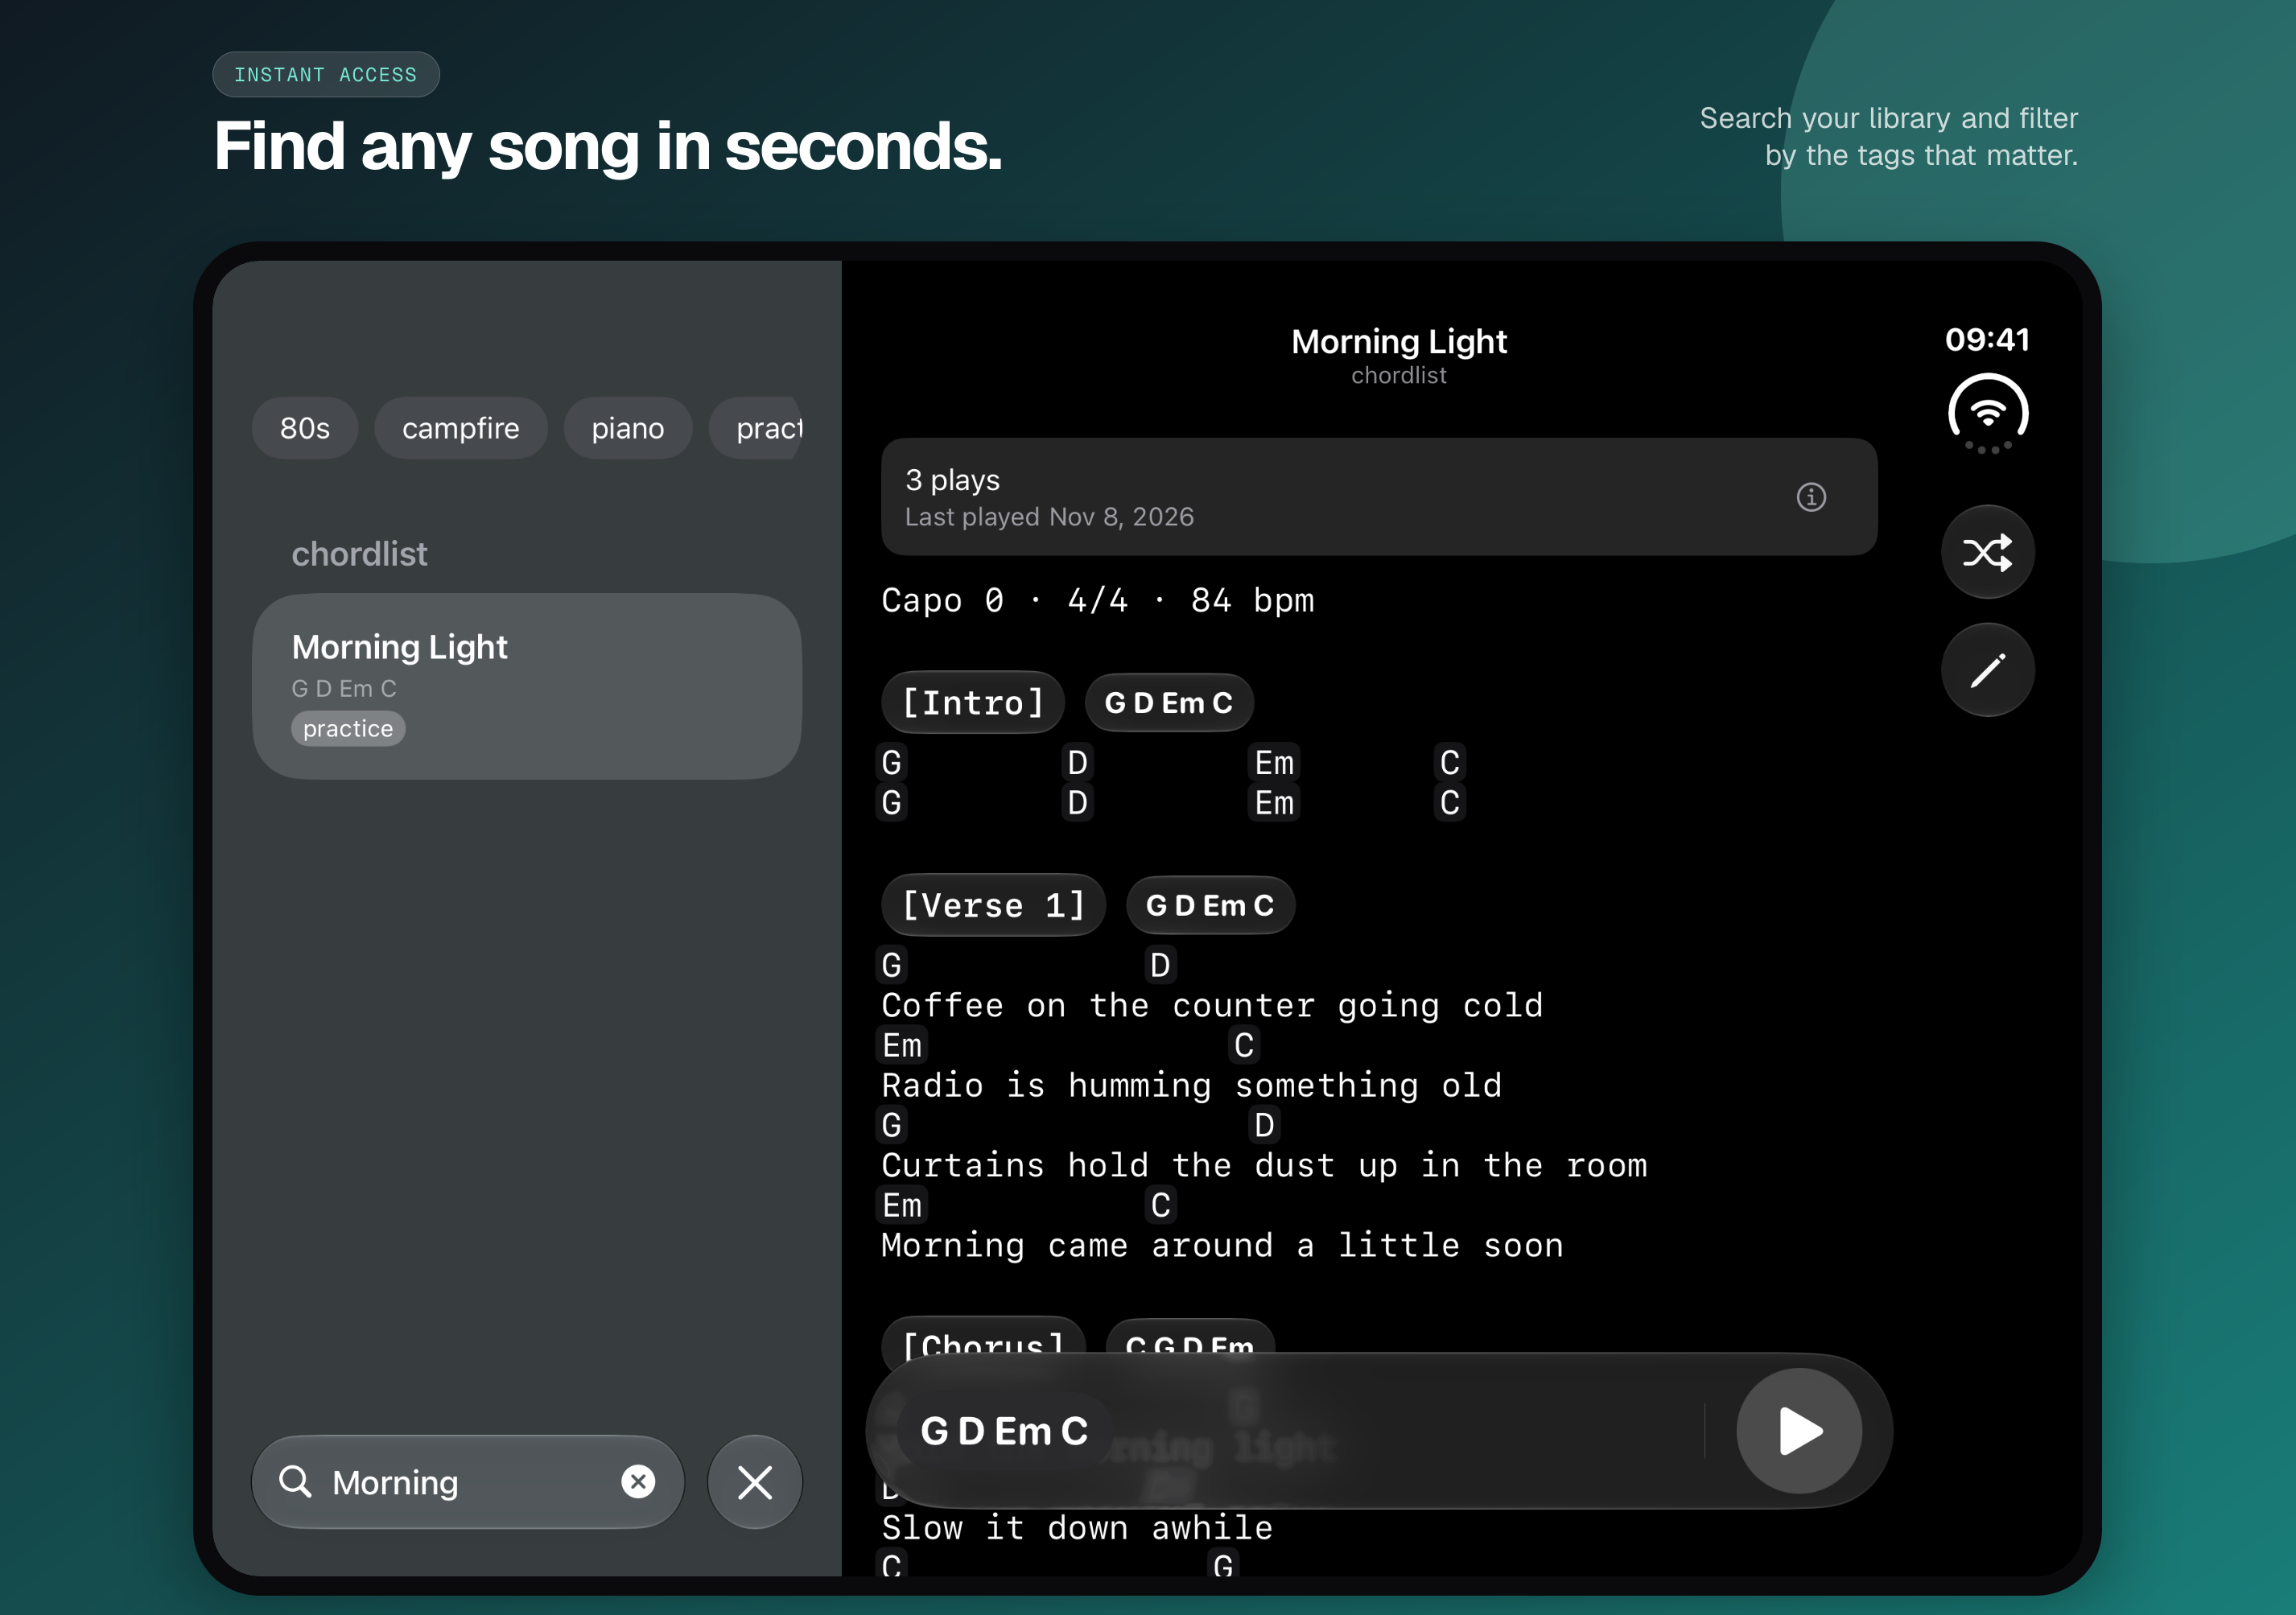 INSTANT ACCESS
Find any song in seconds.
Search your library and filter
by the tags that matter.
80s campfire piano
chordlist
Morning Light
G D Em C
practice
Morning
Morning Light
chordlist
09:41
3 plays
Last played Nov 8, 2026
Capo 0 · 4/4 · 84 bpm
[Intro] G D Em C
G D Em C
G D Em C
[Verse 1] G D Em C
G D
Coffee on the counter going cold
Em C
Radio is humming something old
G D
Curtains hold the dust up in the room
Em C
Morning came around a little soon
[Chorus] C G D Em
G D Em C
Slow it down awhile
C G